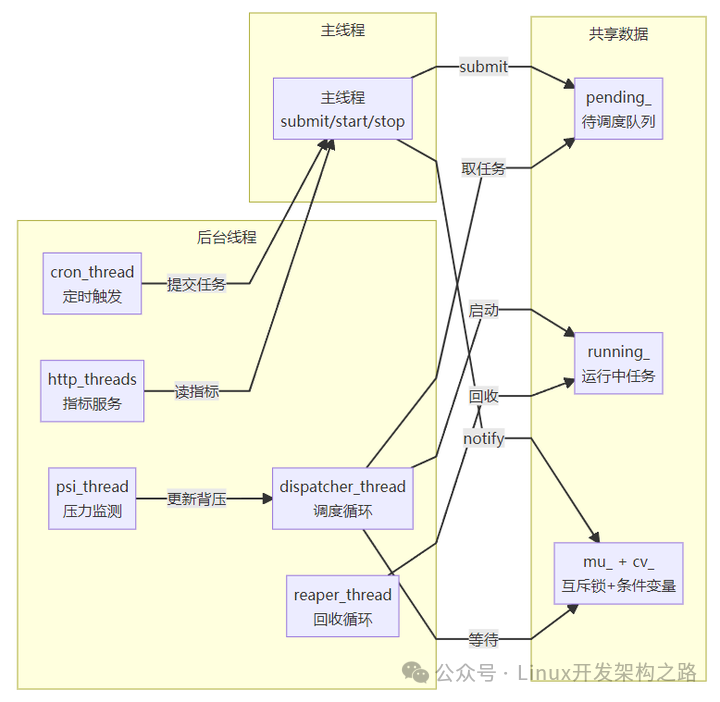 主线程
主线程
submit/start/stop
submit
共享数据
pending_
待调度队列
取任务
后台线程
cron_thread
定时触发
提交任务
启动
running_
运行中任务
http_threads
指标服务
读指标
回收
notify
psi_thread
压力监测
更新背压
dispatcher_thread
调度循环
mu_ + cv_
互斥锁+条件变量
reaper_thread
回收循环
等待
公众号 · Linux开发架构之路